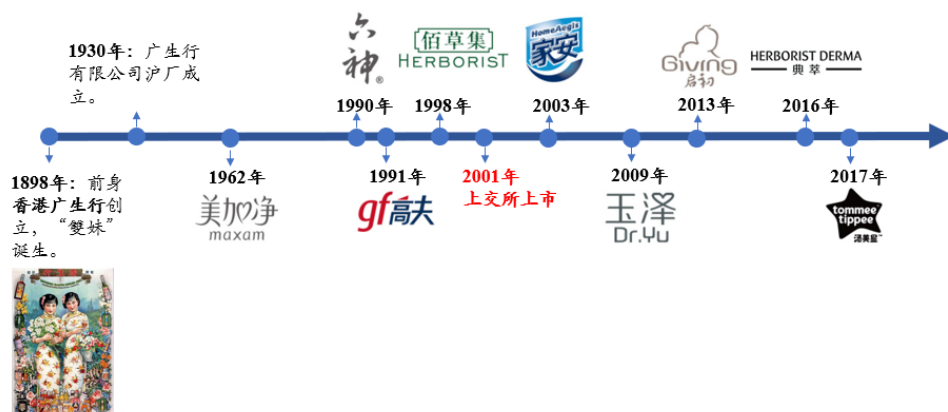 1930年：广生行
有限公司沪厂成
立。
六神®
佰草集
HERBORIST
HomeAegis
家安
Giving
启初
HERBORIST DERMA
典萃
1990年
1998年
2003年
2013年
2016年
1898年：前身
香港广生行创
立，“雙妹”
诞生。
1962年
美加净
maxam
1991年
gf高夫
2001年
上交所上市
2009年
玉泽
Dr.Yu
2017年
tommee
tippee
汤美星™